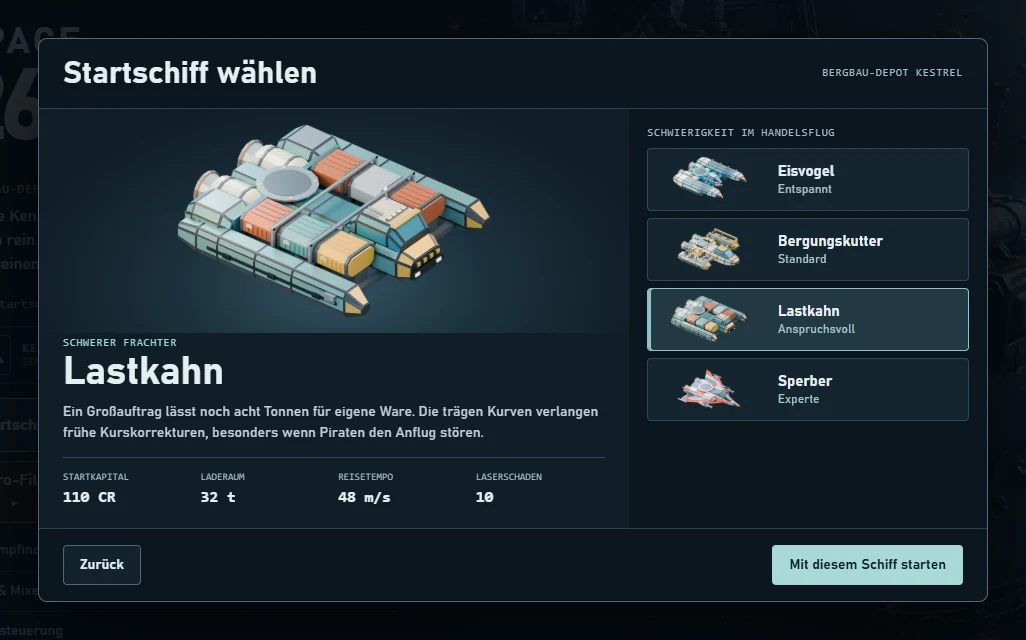 Startschiff wählen
BERGBAU-DEPOT KESTREL
SCHWERER FRACHTER
Lastkahn
Ein Großauftrag lässt noch acht Tonnen für eigene Ware. Die trägen Kurven verlangen
frühe Kurskorrekturen, besonders wenn Piraten den Anflug stören.
STARTKAPITAL
110 CR
LADERAUM
32 t
REISETEMPO
48 m/s
LASERSCHADEN
10
SCHWIERIGKEIT IM HANDELSFLUG
Eisvogel
Entspannt
Bergungskutter
Standard
Lastkahn
Anspruchsvoll
Sperber
Experte
Zurück
Mit diesem Schiff starten